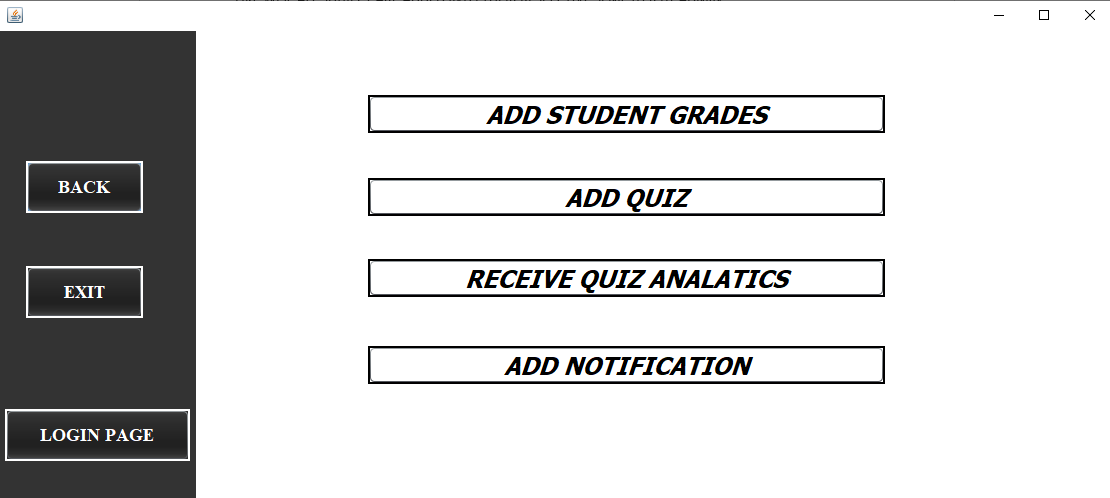 ADD STUDENT GRADES
BACK
ADD QUIZ
RECEIVE QUIZ ANALATICS
EXIT
ADD NOTIFICATION
LOGIN PAGE